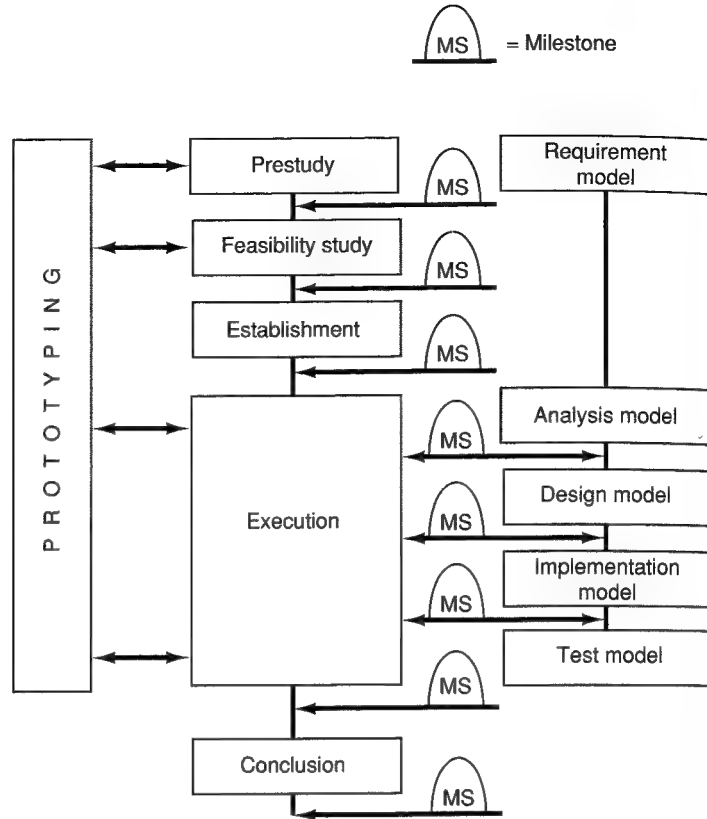 MS = Milestone
PROTOTYPING
Prestudy
MS
Requirement
model
Feasibility study
MS
Establishment
MS
Analysis model
Execution
MS
Design model
MS
Implementation
model
MS
Test model
MS
Conclusion
MS